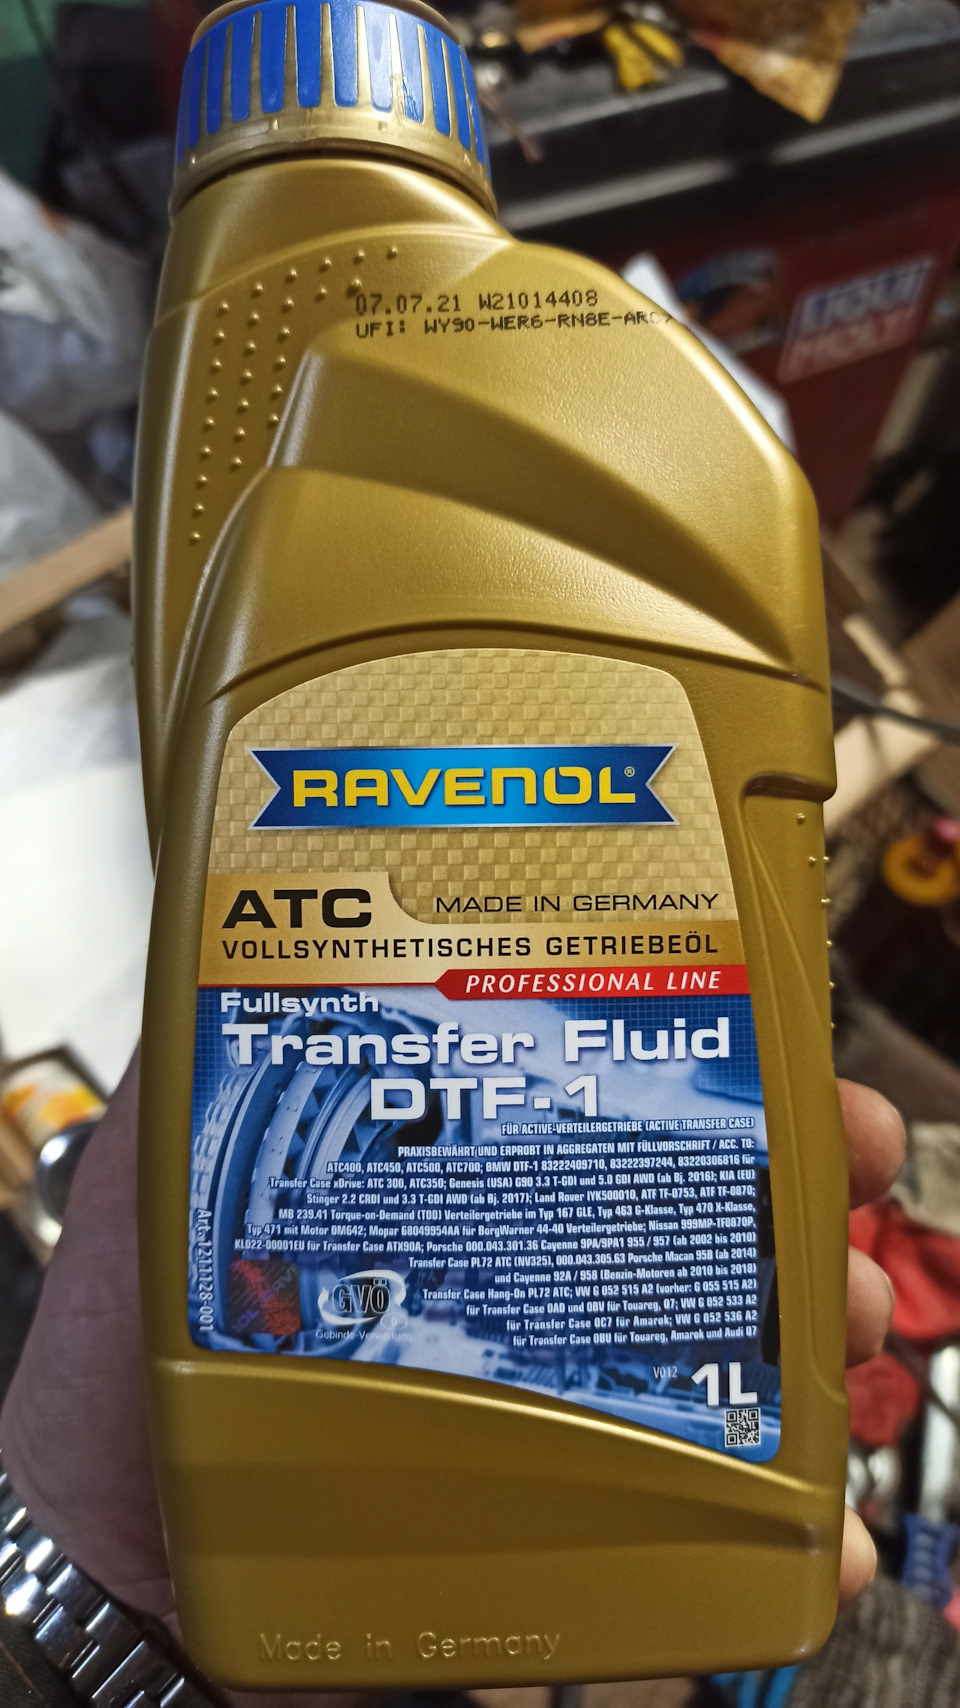 07.07.21 W21014408
UFI: WY90-WER6-RN8E-ARC
LIQUI
MOLY
RAVENOL®
ATC
MADE IN GERMANY
VOLLSYNTHETISCHES GETRIEBEÖL
PROFESSIONAL LINE
Fullsynth
Transfer Fluid
DTF-1
FÜR ACTIVE-VERTEILERGETRIEBE (ACTIVE TRANSFER CASE)
PRAXISBEWÄHRT UND ERPROBT IN AGGREGATEN MIT FÜLLVORSCHRIFT / ACC. TO:
ATC400, ATC450, ATC500, ATC700; BMW DTF-1 83222409710, 83222397244, 83220306816 für
Transfer Case xDrive: ATC 300, ATC350; Genesis (USA) G90 3.3 T-GDI und 5.0 GDI AWD (ab Bj. 2016); KIA (EU)
Stinger 2.2 CRDI und 3.3 T-GDI AWD (ab Bj. 2017); Land Rover IYK500010, ATF TF-0753, ATF TF-0870;
MB 239.41 Torque-on-Demand (TOD) Verteilergetriebe im Typ 167 GLE, Typ 463 G-Klasse, Typ 470 X-Klasse,
Typ 471 mit Motor OM642; Mopar 68049954AA für BorgWarner 44-40 Verteilergetriebe; Nissan 999MP-TF0870P,
KLD22-00001EU für Transfer Case ATX90A; Porsche 000.043.301.36 Cayenne 9PA/9PA1 955 / 957 (ab 2002 bis 2010)
Transfer Case PL72 ATC (NV325), 000.043.305.63 Porsche Macan 95B (ab 2014)
und Cayenne 92A / 958 (Benzin-Motoren ab 2010 bis 2018)
Transfer Case Hang-On PL72 ATC; VW G 052 515 A2 (vorher: G 055 515 A2)
für Transfer Case 0AD und 0BV für Touareg, Q7; VW G 052 533 A2
für Transfer Case 0C7 für Amarok; VW G 052 536 A2
für Transfer Case 0BU für Touareg, Amarok und Audi Q7
Art. 1211128-001
GVÖ
Gebinde-Verwertung
V012
1L
Made in Germany